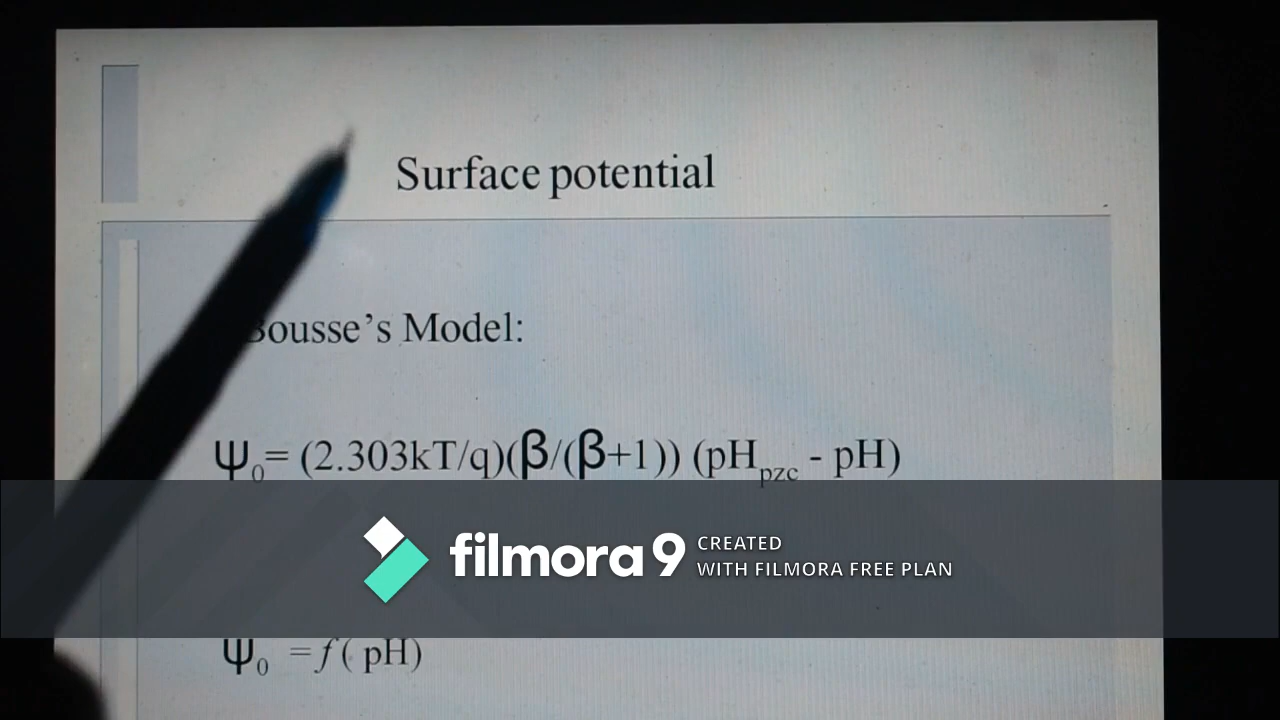 Surface potential
Bousse's Model:
Ψ₀= (2.303kT/q)(β/(β+1)) (pHpzc - pH)
filmora 9 CREATED
WITH FILMORA FREE PLAN
Ψ₀ = f ( pH)